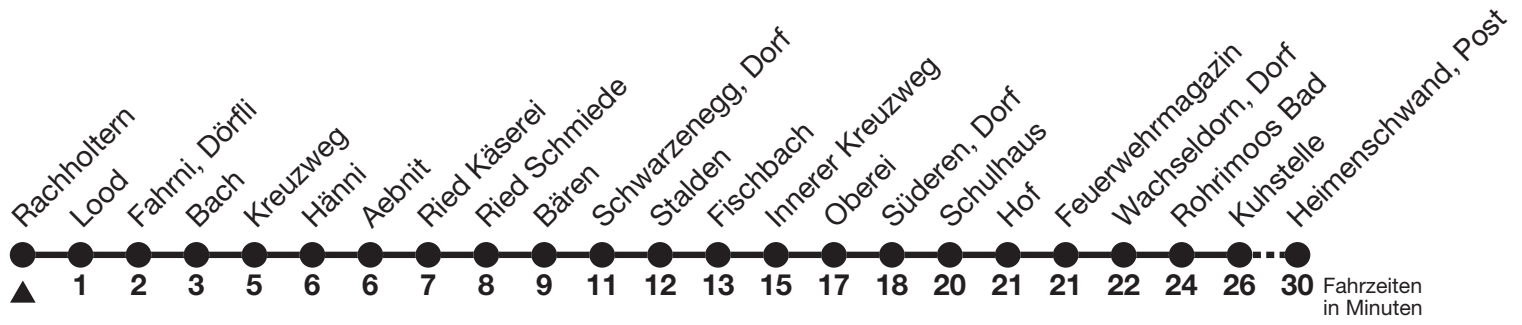 Rachholtern
Lood
Fahrni, Dörfli
Bach
Kreuzweg
Hänni
Aebnit
Ried Käserei
Ried Schmiede
Bären
Schwarzenegg, Dorf
Stalden
Fischbach
Innerer Kreuzweg
Oberei
Süderen, Dorf
Schulhaus
Hof
Feuerwehrmagazin
Wachseldorn, Dorf
Rohrimoos Bad
Kuhstelle
Heimenschwand, Post
1 2 3 5 6 6 7 8 9 11 12 13 15 17 18 20 21 21 22 24 26 30 Fahrzeiten
in Minuten